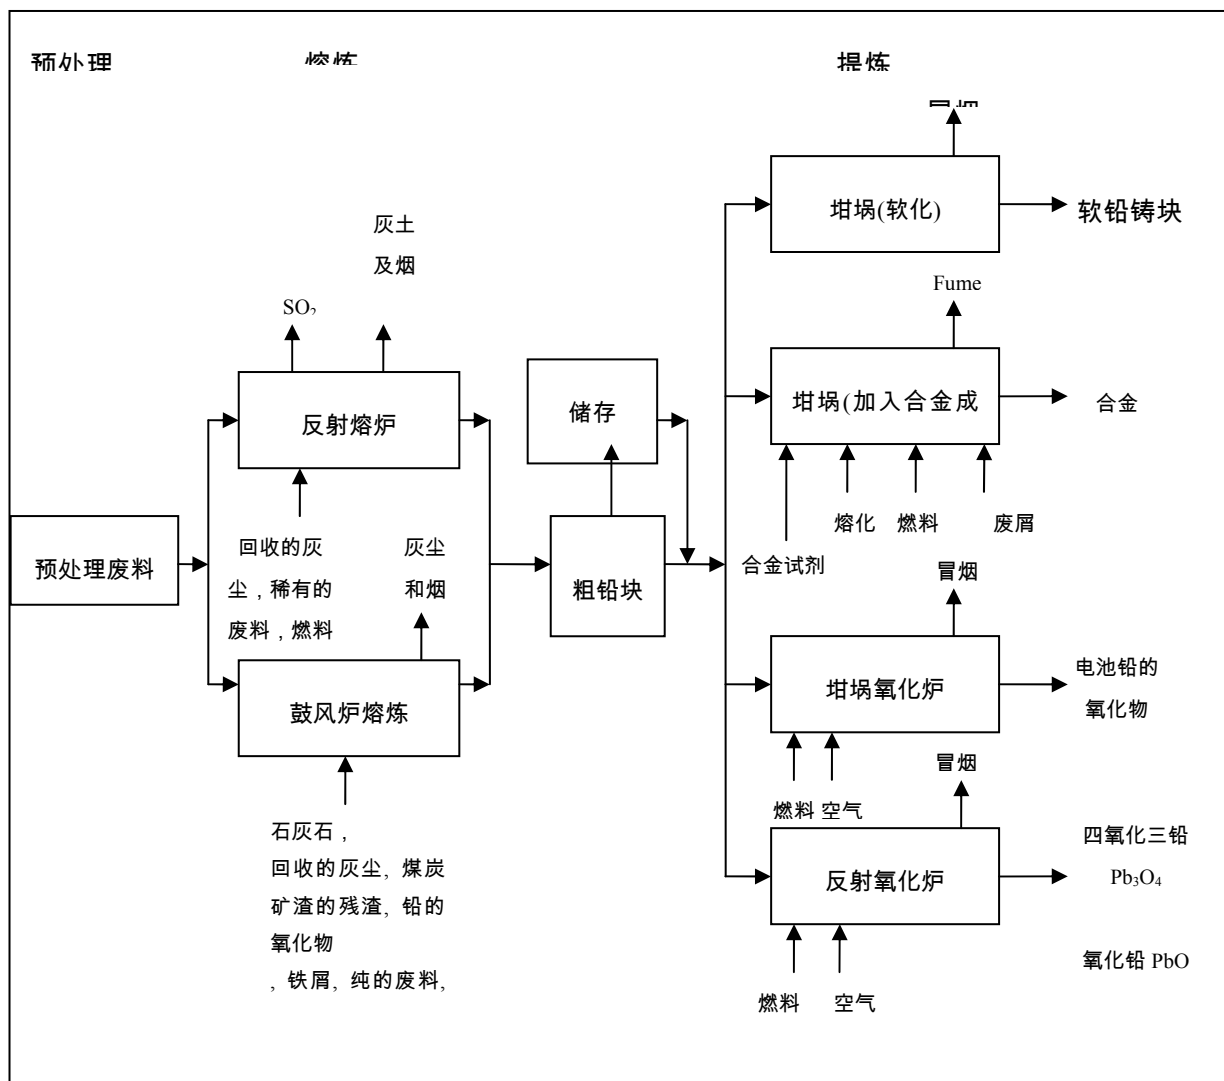 预处理
熔炼
提炼
冒烟
坩埚(软化)
软铅铸块
灰土
及烟
SO₂
Fume
反射熔炉
储存
坩埚(加入合金成
合金
熔化
燃料
废屑
合金试剂
预处理废料
回收的灰
尘，稀有的
废料，燃料
灰尘
和烟
粗铅块
冒烟
鼓风炉熔炼
坩埚氧化炉
电池铅的
氧化物
燃料 空气
冒烟
石灰石，
回收的灰尘, 煤炭
矿渣的残渣, 铅的
氧化物
, 铁屑, 纯的废料,
反射氧化炉
四氧化三铅
Pb₃O₄
氧化铅 PbO
燃料
空气